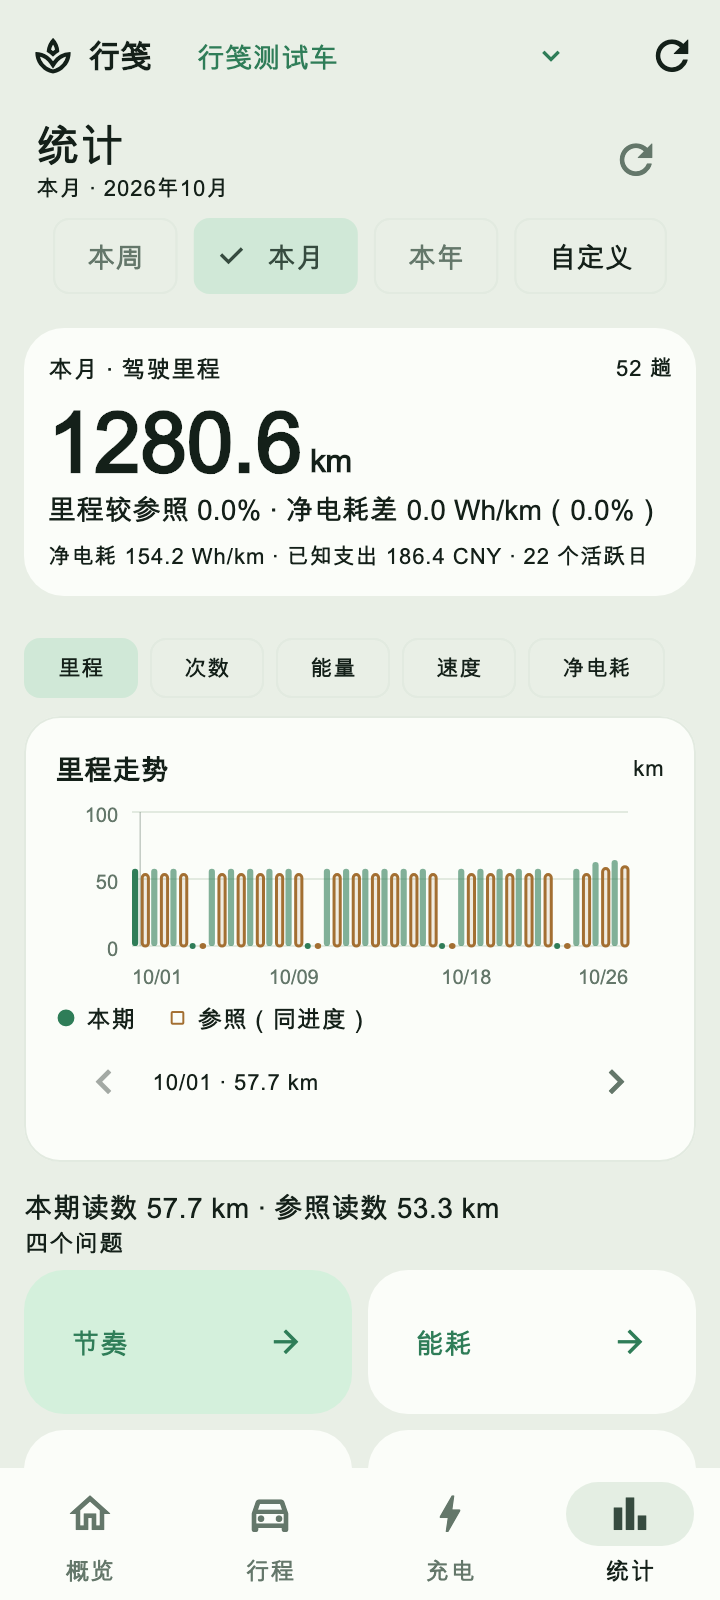 行笺 行笺测试车
统计
本月 · 2026年10月
本周 本月 本年 自定义
本月 · 驾驶里程 52 趟
1280.6 km
里程较参照 0.0% · 净电耗差 0.0 Wh/km ( 0.0% )
净电耗 154.2 Wh/km · 已知支出 186.4 CNY · 22 个活跃日
里程 次数 能量 速度 净电耗
里程走势 km
100
50
0
10/01 10/09 10/18 10/26
本期 参照 ( 同进度 )
10/01 · 57.7 km
本期读数 57.7 km · 参照读数 53.3 km
四个问题
节奏 能耗
概览 行程 充电 统计